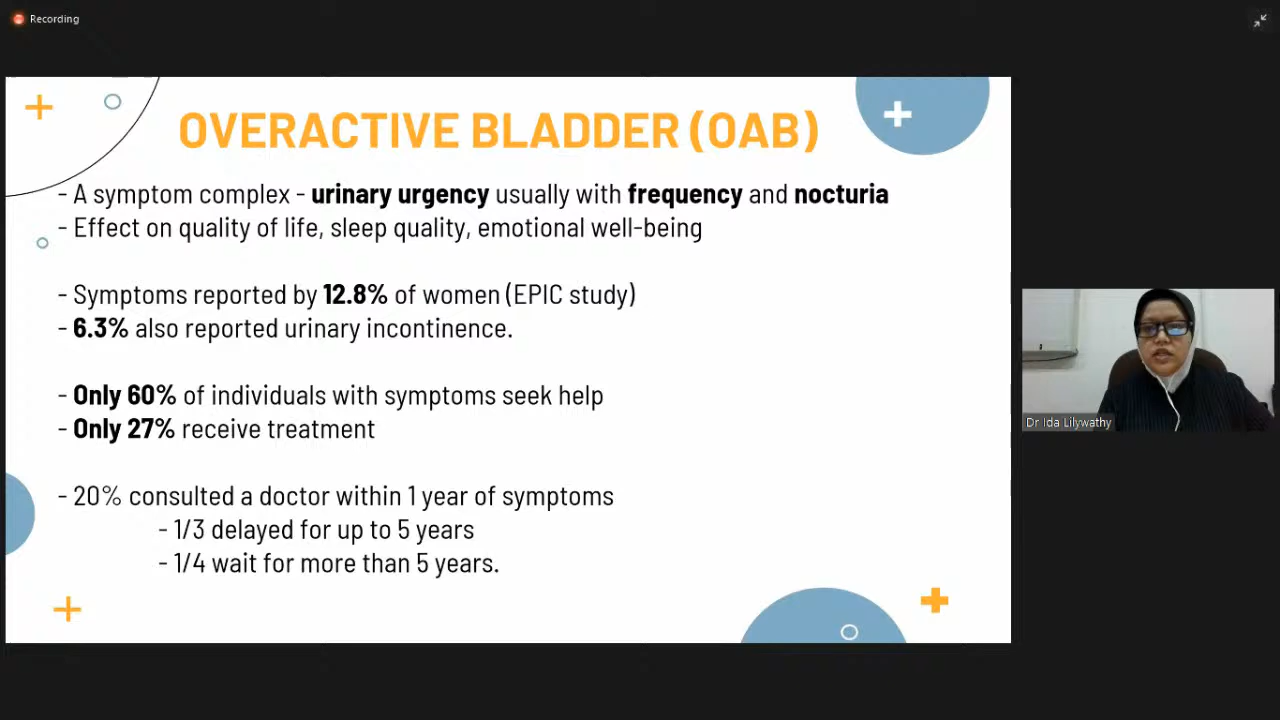 Recording
OVERACTIVE BLADDER (OAB)
- A symptom complex - urinary urgency usually with frequency and nocturia
- Effect on quality of life, sleep quality, emotional well-being
- Symptoms reported by 12.8% of women (EPIC study)
- 6.3% also reported urinary incontinence.
- Only 60% of individuals with symptoms seek help
- Only 27% receive treatment
- 20% consulted a doctor within 1 year of symptoms
- 1/3 delayed for up to 5 years
- 1/4 wait for more than 5 years.
Dr Ida Lilywathy